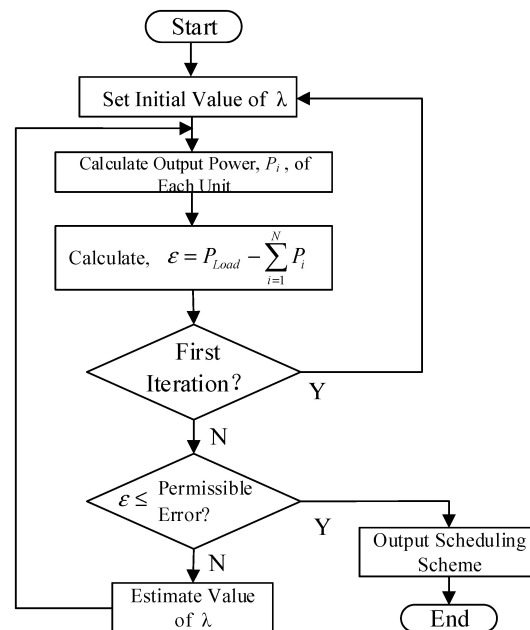 Start
Set Initial Value of λ
Calculate Output Power, P_i , of
Each Unit
Calculate, ε = P_Load − ∑_{i=1}^{N} P_i
First
Iteration?
Y
N
ε ≤ Permissible
Error?
Y
N
Output Scheduling
Scheme
Estimate Value
of λ
End